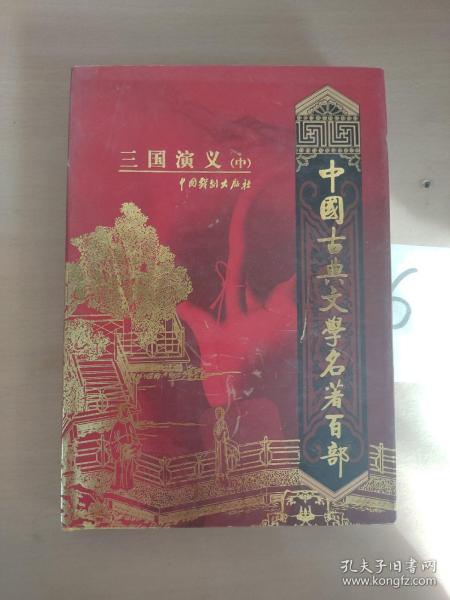 三国演义(中)
中国戏剧出版社
中國古典文學名著百部
6
孔夫子旧书网
www.kongfz.com